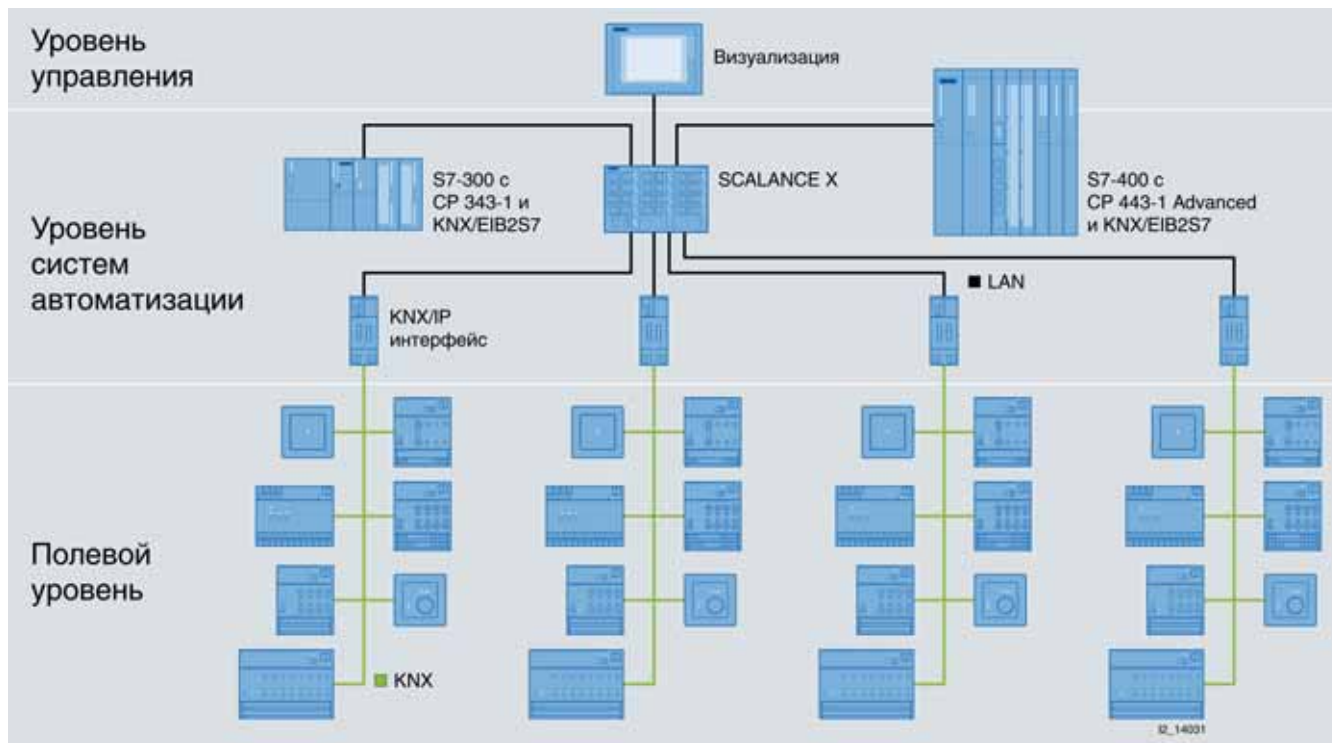 Уровень
управления
Визуализация
S7-300 с
CP 343-1 и
KNX/EIB2S7
SCALANCE X
S7-400 с
CP 443-1 Advanced
и KNX/EIB2S7
Уровень
систем
автоматизации
LAN
KNX/IP
интерфейс
Полевой
уровень
KNX
I2_14031